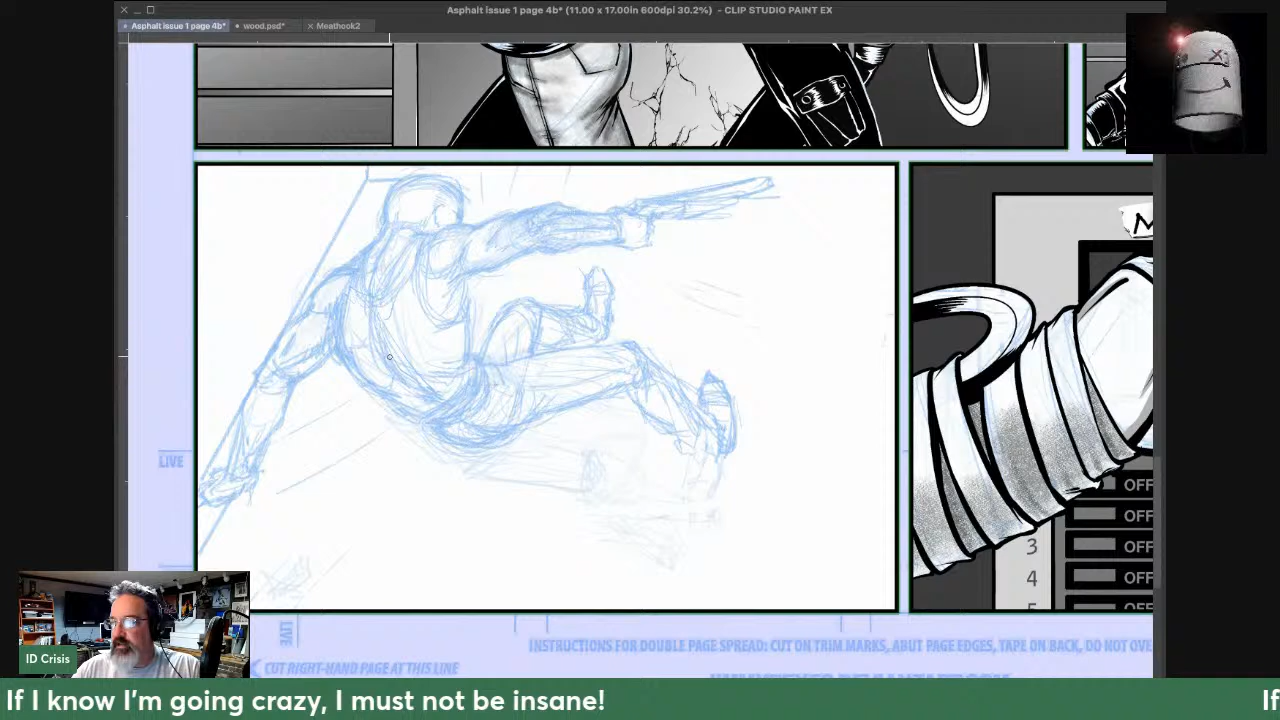 Asphalt issue 1 page 4b* (11.00 x 17.00in 600dpi 30.2%) - CLIP STUDIO PAINT EX
Asphalt issue 1 page 4b*
wood.psd*
Meathook2
LIVE
OFF
OFF
3
OFF
4
OFF
OFF
LIVE
INSTRUCTIONS FOR DOUBLE PAGE SPREAD: CUT ON TRIM MARKS, ABUT PAGE EDGES, TAPE ON BACK, DO NOT OVE
CUT RIGHT-HAND PAGE AT THIS LINE
ID Crisis
If I know I'm going crazy, I must not be insane!
If